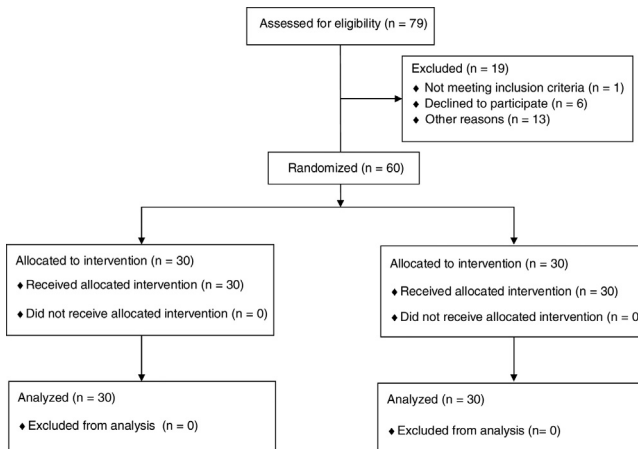 Assessed for eligibility (n = 79)
Excluded (n = 19)
♦ Not meeting inclusion criteria (n = 1)
♦ Declined to participate (n = 6)
♦ Other reasons (n = 13)
Randomized (n = 60)
Allocated to intervention (n = 30)
♦ Received allocated intervention (n = 30)
♦ Did not receive allocated intervention (n = 0)
Allocated to intervention (n = 30)
♦ Received allocated intervention (n = 30)
♦ Did not receive allocated intervention (n = 0
Analyzed (n = 30)
♦ Excluded from analysis (n = 0)
Analyzed (n = 30)
♦ Excluded from analysis (n= 0)